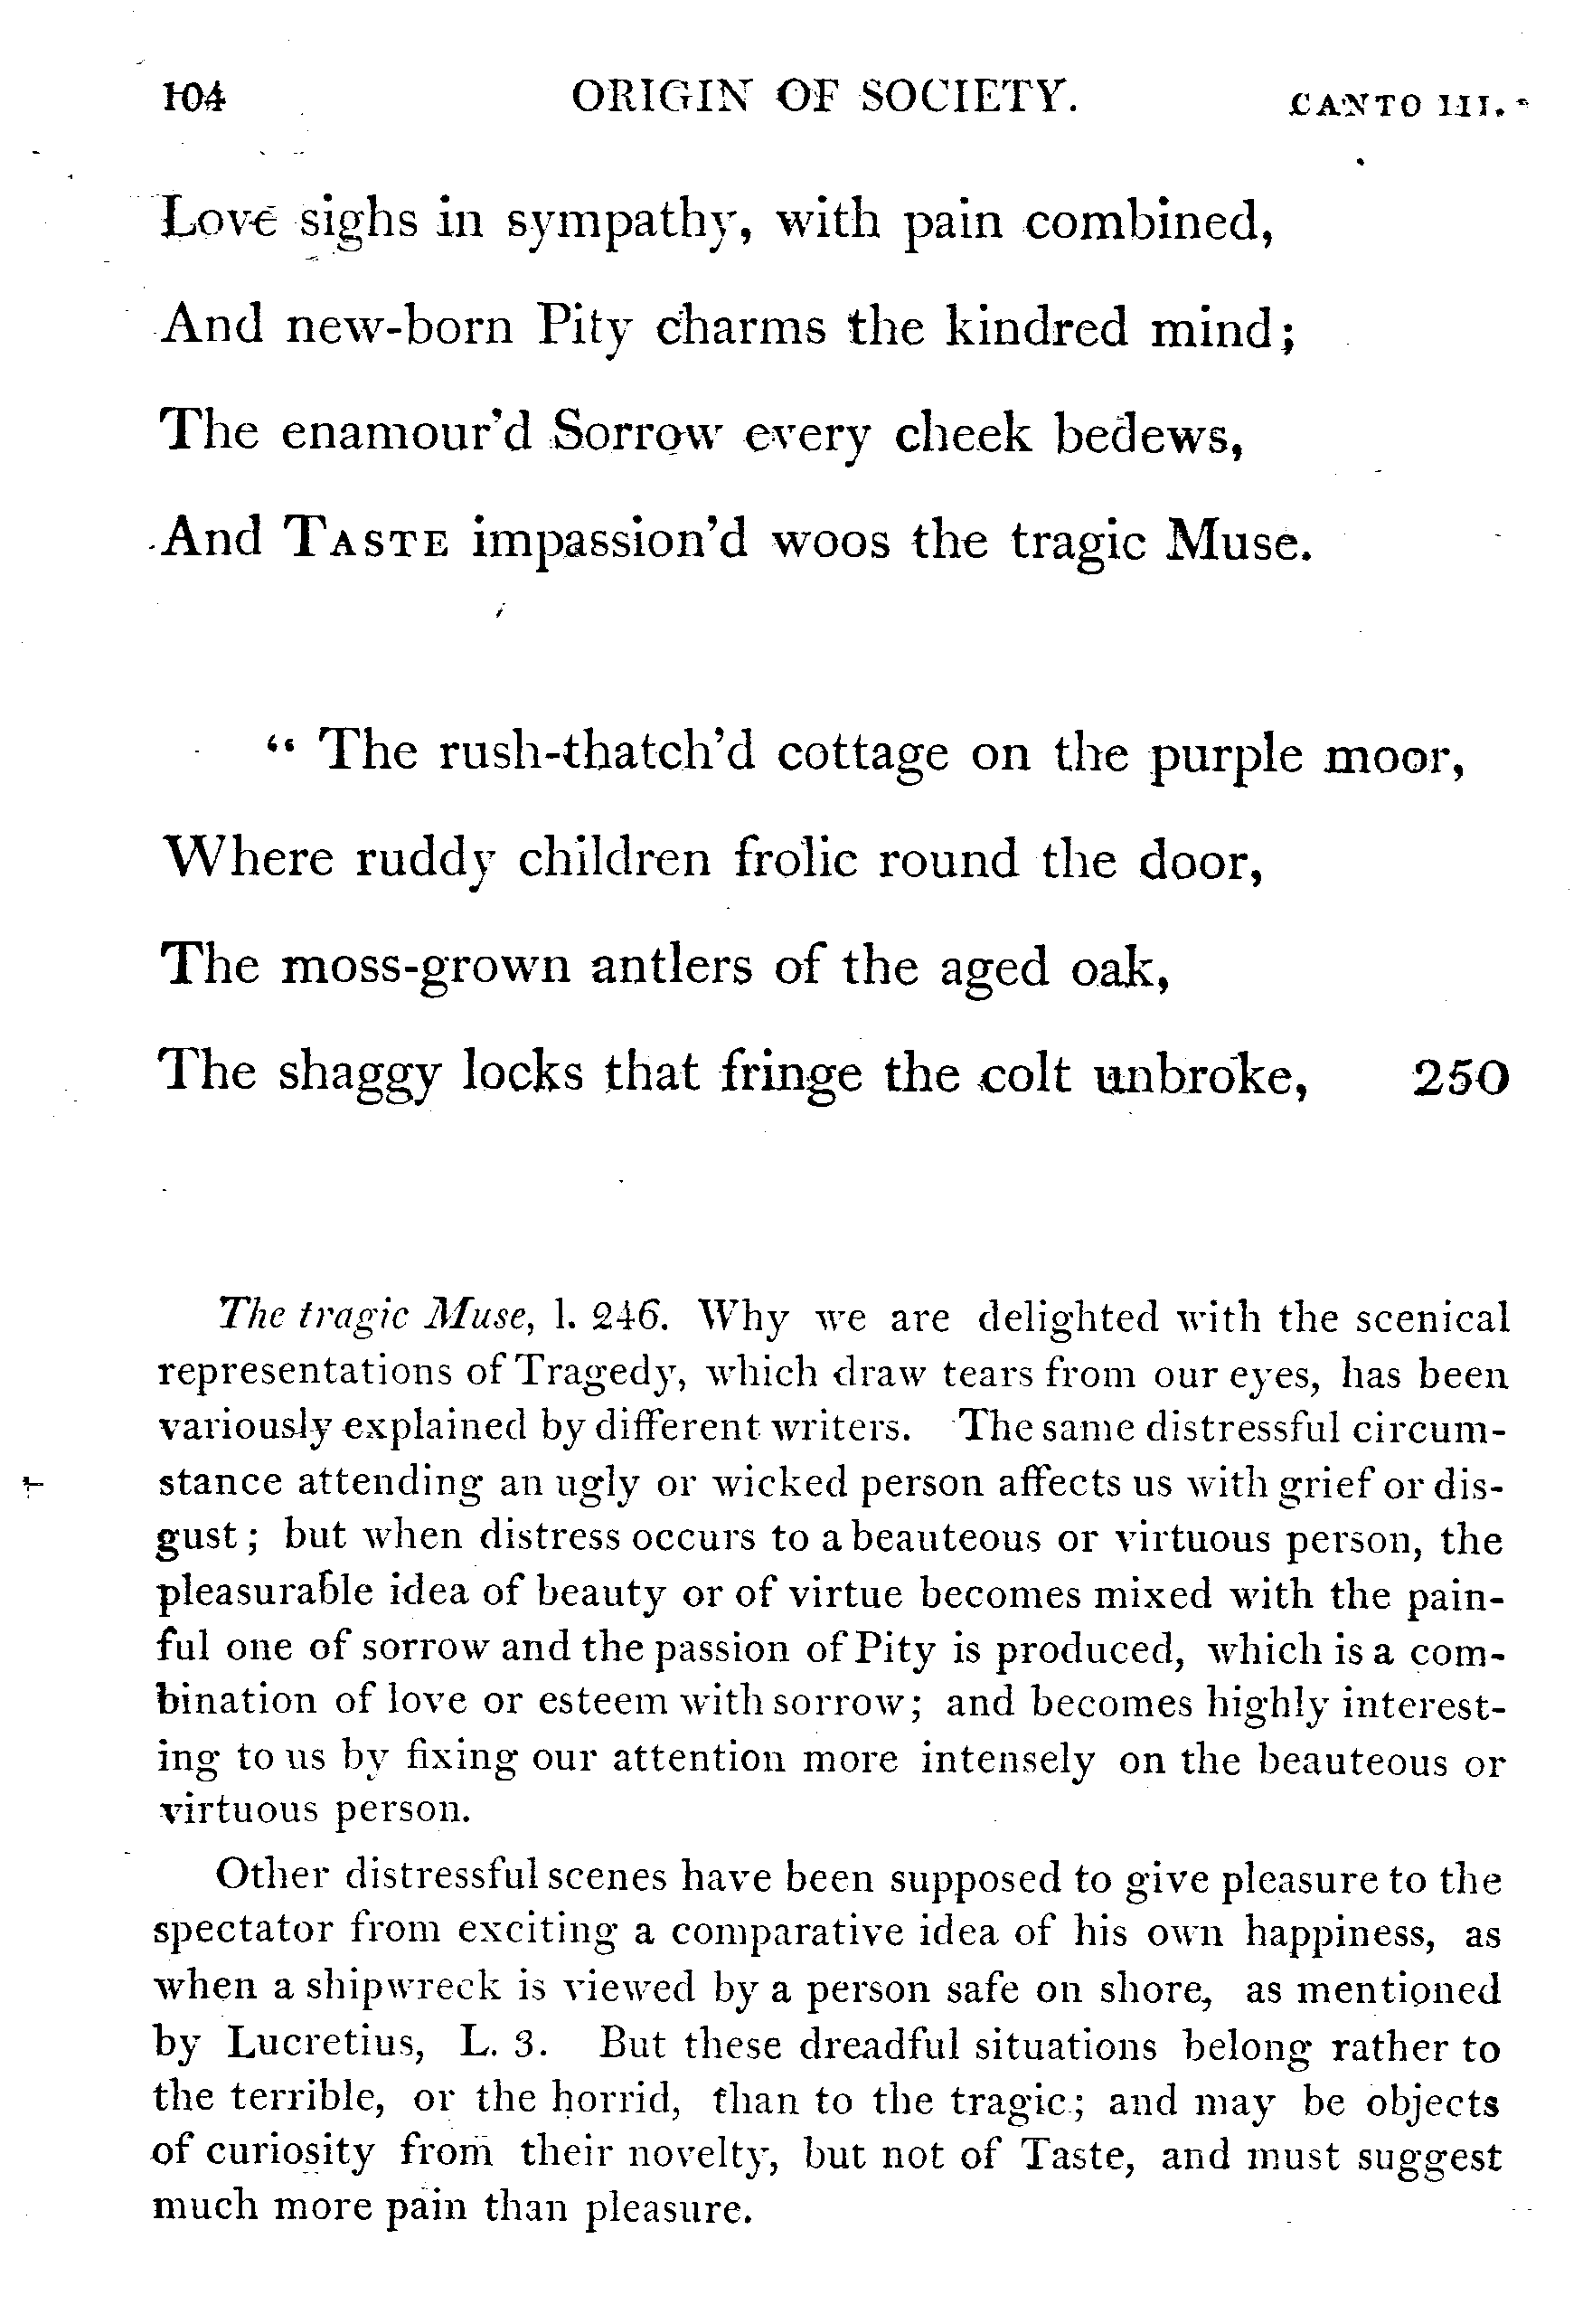 104 ORIGIN OF SOCIETY. CANTO III.
Love sighs in sympathy, with pain combined,
And new-born Pity charms the kindred mind;
The enamour'd Sorrow every cheek bedews,
And TASTE impassion'd woos the tragic Muse.
“ The rush-thatch'd cottage on the purple moor,
Where ruddy children frolic round the door,
The moss-grown antlers of the aged oak,
The shaggy locks that fringe the colt unbroke, 250
The tragic Muse, l. 246. Why we are delighted with the scenical
representations of Tragedy, which draw tears from our eyes, has been
variously explained by different writers. The same distressful circum-
stance attending an ugly or wicked person affects us with grief or dis-
gust; but when distress occurs to a beauteous or virtuous person, the
pleasurable idea of beauty or of virtue becomes mixed with the pain-
ful one of sorrow and the passion of Pity is produced, which is a com-
bination of love or esteem with sorrow; and becomes highly interest-
ing to us by fixing our attention more intensely on the beauteous or
virtuous person.
Other distressful scenes have been supposed to give pleasure to the
spectator from exciting a comparative idea of his own happiness, as
when a shipwreck is viewed by a person safe on shore, as mentioned
by Lucretius, L. 3. But these dreadful situations belong rather to
the terrible, or the horrid, than to the tragic; and may be objects
of curiosity from their novelty, but not of Taste, and must suggest
much more pain than pleasure.